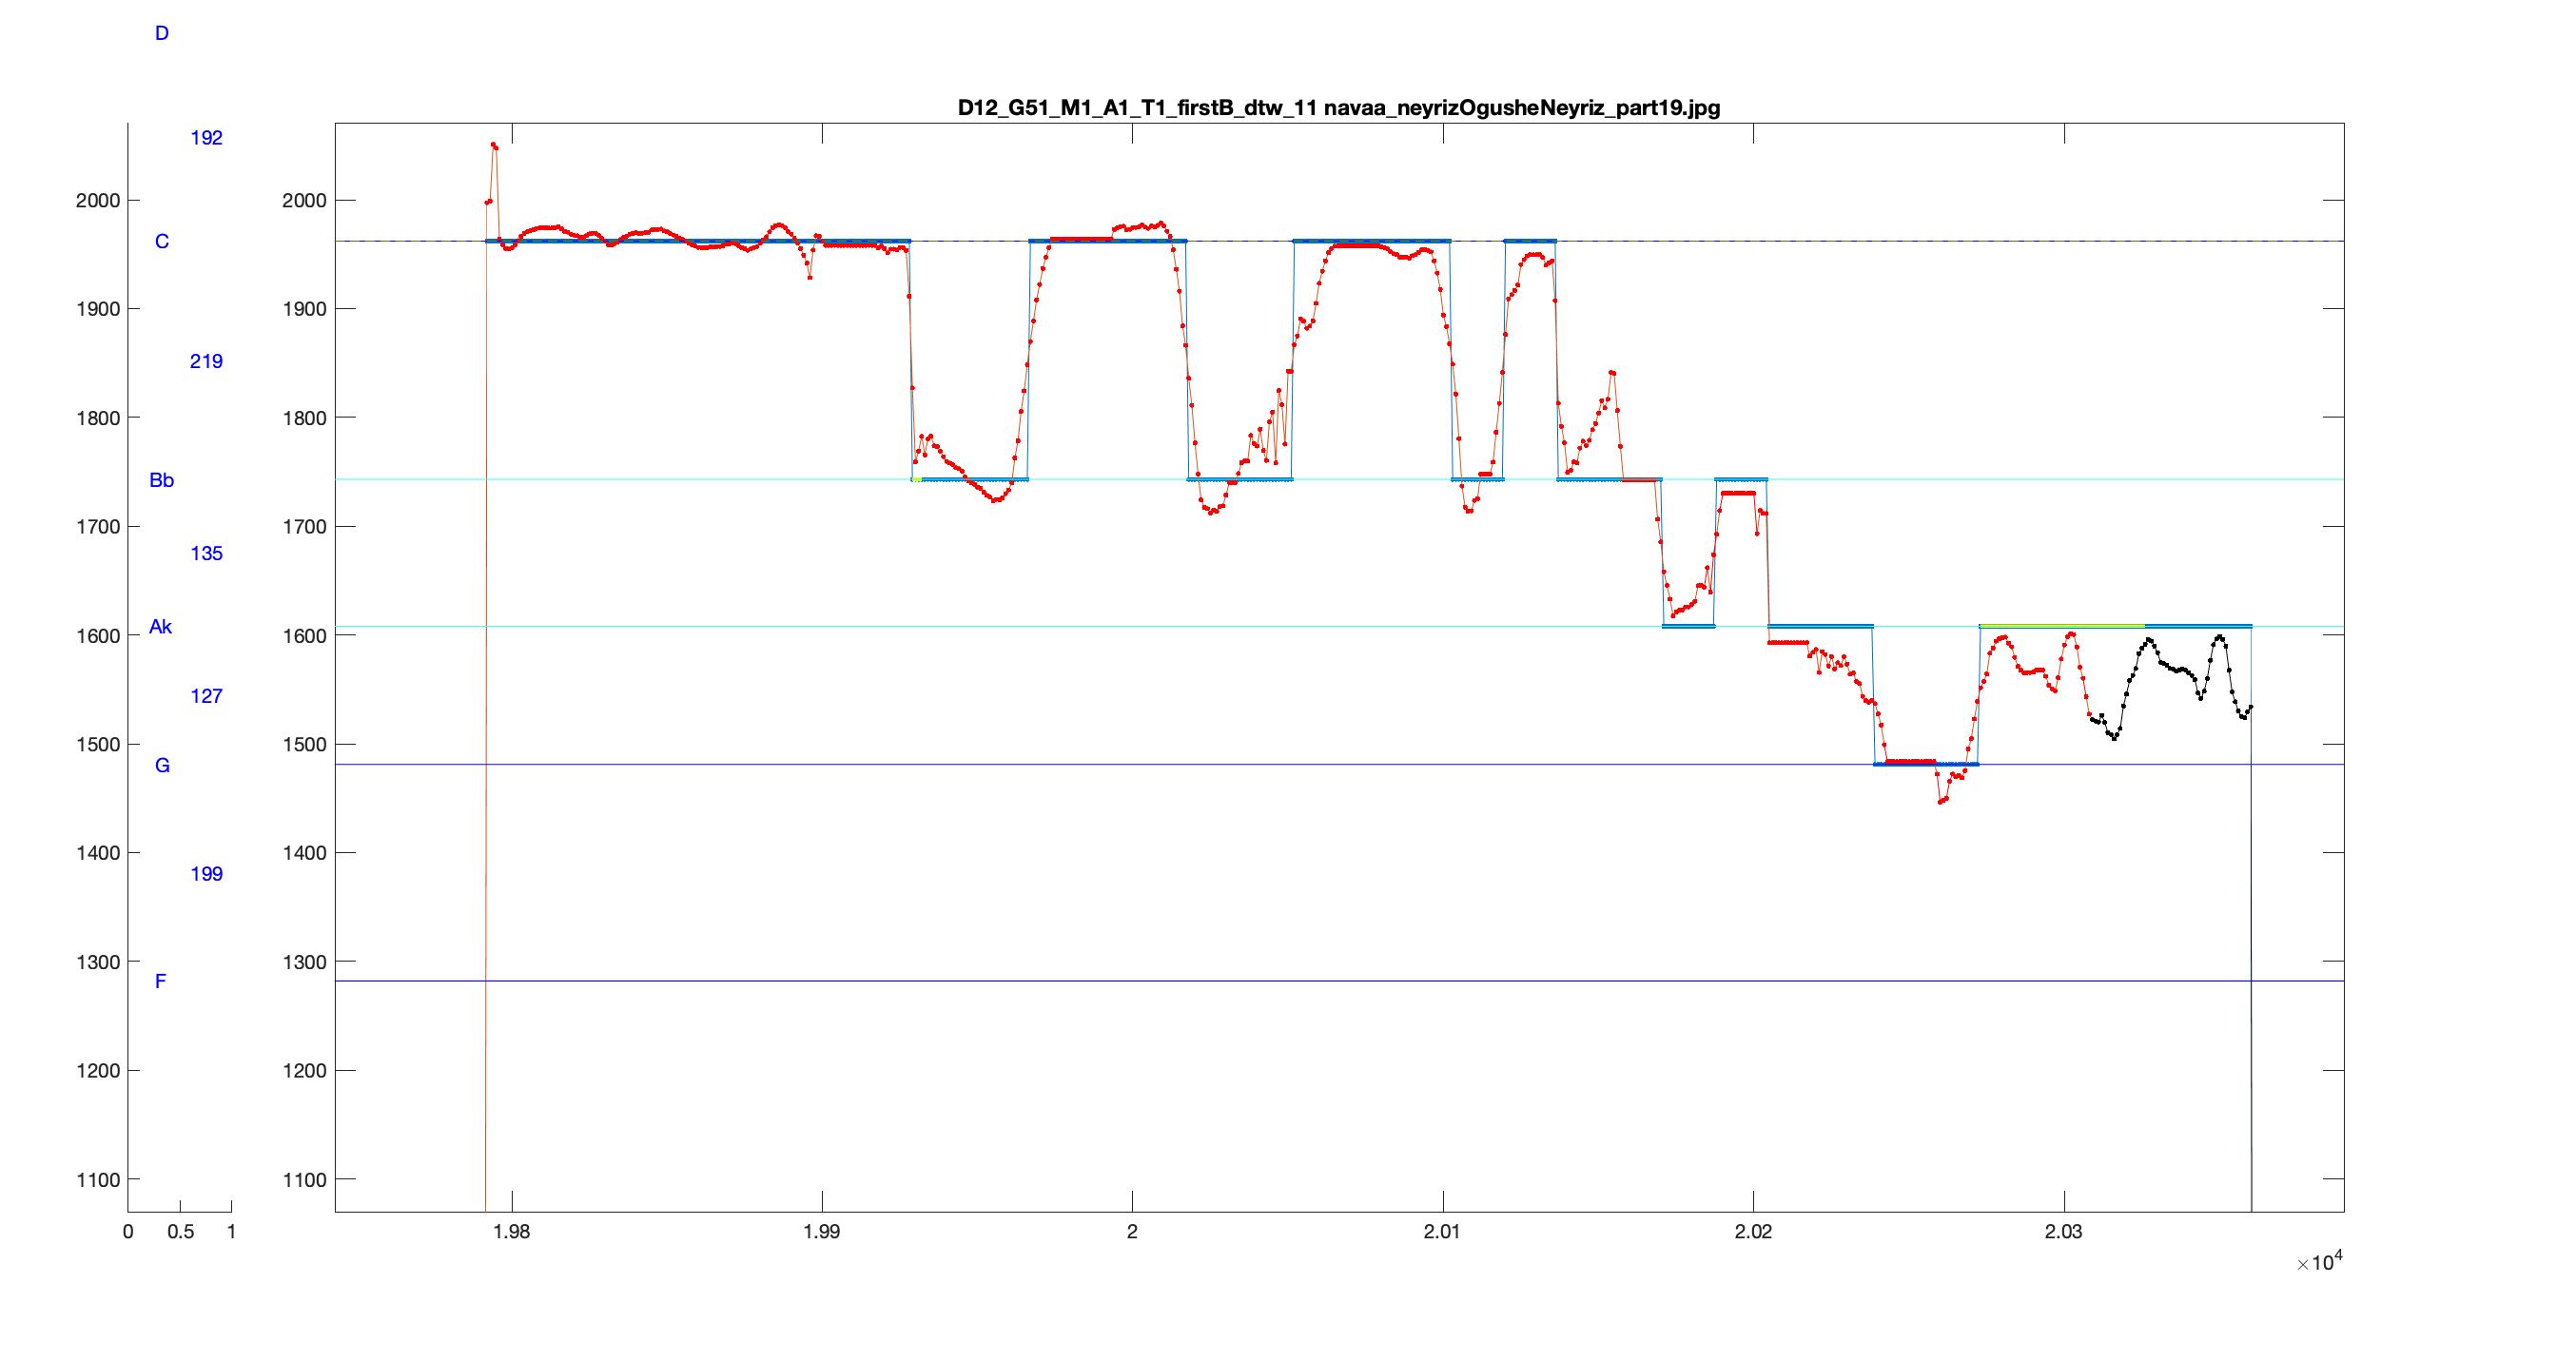 D
D12_G51_M1_A1_T1_firstB_dtw_11 navaa_neyrizOgusheNeyriz_part19.jpg
192
2000 2000
C
1900 1900
219
1800 1800
Bb
1700 1700
135
Ak
1600 1600
127
1500 1500
G
1400 1400
199
1300 1300
F
1200 1200
1100 1100
0 0.5 1 1.98 1.99 2 2.01 2.02 2.03
×10⁴